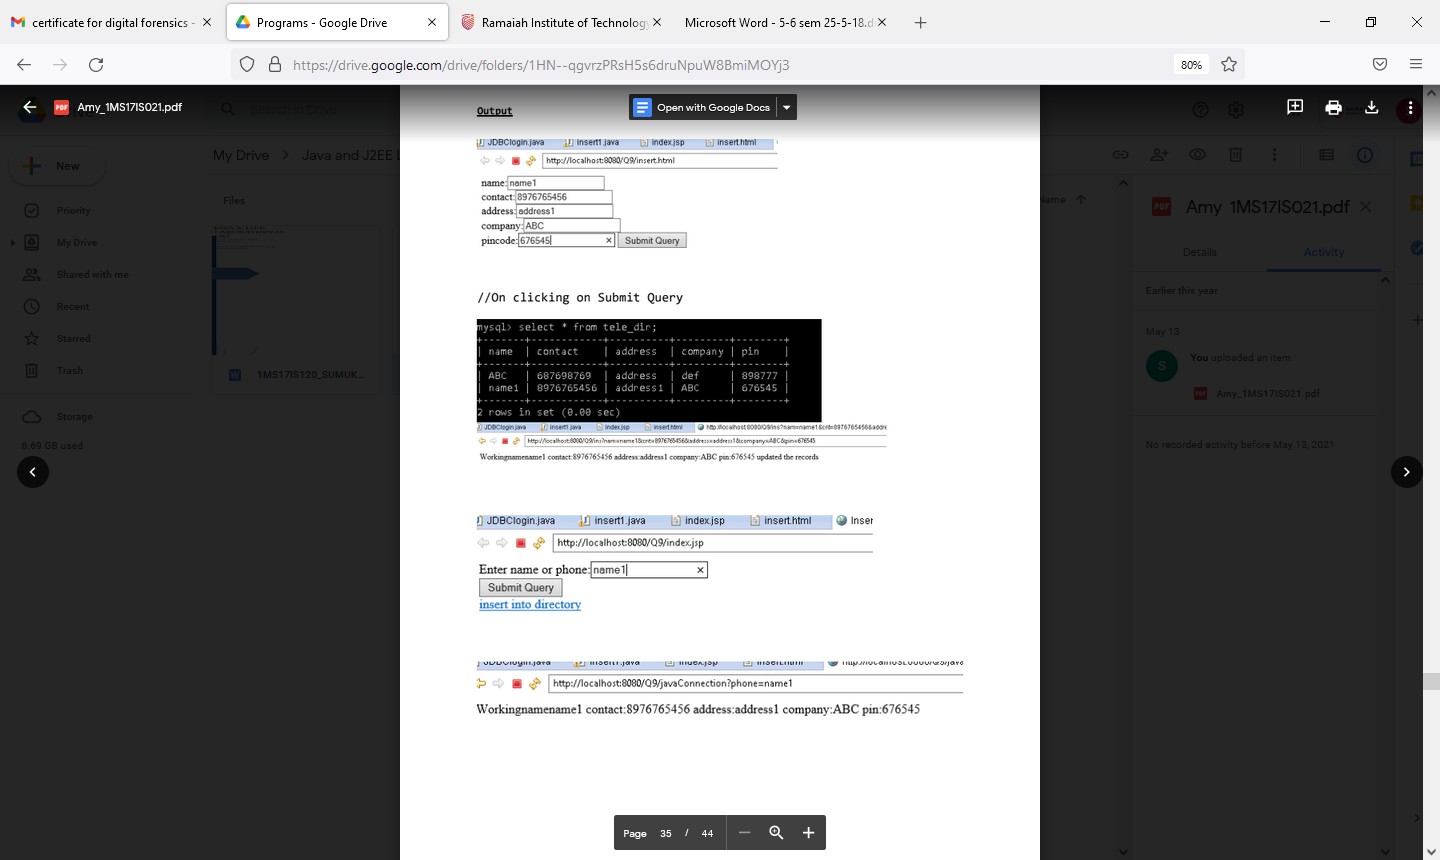 certificate for digital forensics -
Programs - Google Drive
Ramaiah Institute of Technology
Microsoft Word - 5-6 sem 25-5-18.d
https://drive.google.com/drive/folders/1HN--qgvrzPRsH5s6druNpuW8BmiMOYj3
80%
PDF Amy_1MS17IS021.pdf
Search in Drive
Open with Google Docs
New
My Drive > Java and J2EE
Priority
My Drive
Shared with me
Recent
Starred
Trash
Storage
6.69 GB used
Files
Name
1MS17IS120_SUMUK...
Output
JDBClogin.java insert1.java index.jsp insert.html
http://localhost:8080/Q9/insert.html
name:name1
contact:8976765456
address:address1
company:ABC
pincode:676545 Submit Query
//On clicking on Submit Query
mysql> select * from tele_dir;
+-------+------------+----------+---------+--------+
| name | contact | address | company | pin |
+-------+------------+----------+---------+--------+
| ABC | 687698769 | address | def | 898777 |
| name1 | 8976765456 | address1 | ABC | 676545 |
+-------+------------+----------+---------+--------+
2 rows in set (0.00 sec)
JDBClogin.java insert1.java index.jsp insert.html http://localhost:8080/Q9/ins?nam=name1&cnt=8976765456&addre
http://localhost:8080/Q9/ins?nam=name1&cnt=8976765456&address=address1&company=ABC&pin=676545
Workingnamename1 contact:8976765456 address:address1 company:ABC pin:676545 updated the records
JDBClogin.java insert1.java index.jsp insert.html Inser
http://localhost:8080/Q9/index.jsp
Enter name or phone:name1
Submit Query
insert into directory
JDBClogin.java insert1.java index.jsp insert.html http://localhost:8080/Q9/java
http://localhost:8080/Q9/javaConnection?phone=name1
Workingnamename1 contact:8976765456 address:address1 company:ABC pin:676545
Page 35 / 44
PDF Amy_1MS17IS021.pdf
Details
Activity
Earlier this year
May 13
S
You uploaded an item
Amy_1MS17IS021.pdf
No recorded activity before May 13, 2021